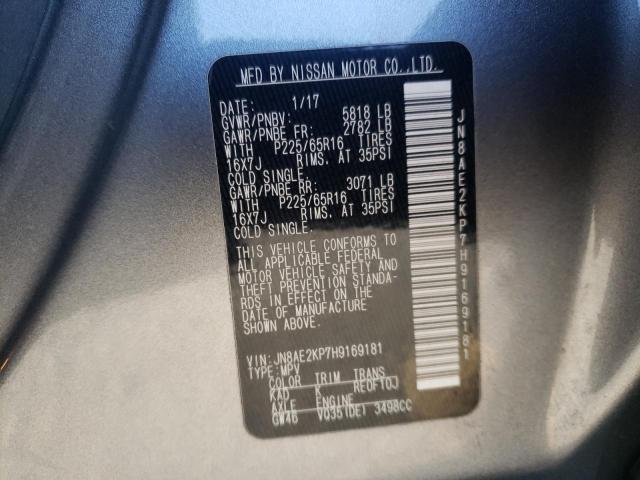 MFD BY NISSAN MOTOR CO.,LTD.
DATE: 1/17
GVWR/PNBV: 5818 LB
GAWR/PNBE FR: 2782 LB
WITH P225/65R16 TIRES
16X7J RIMS, AT 35PSI
COLD SINGLE.
GAWR/PNBE RR: 3071 LB
WITH P225/65R16 TIRES
16X7J RIMS, AT 35PSI
COLD SINGLE.
THIS VEHICLE CONFORMS TO
ALL APPLICABLE FEDERAL
MOTOR VEHICLE SAFETY AND
THEFT PREVENTION STANDA-
RDS IN EFFECT ON THE
DATE OF MANUFACTURE
SHOWN ABOVE.
VIN: JN8AE2KP7H9169181
TYPE: MPV
COLOR TRIM TRANS
KAD K RE0F10J
AXLE ENGINE
GW46 VQ35(DE) 3498CC
JN8AE2KP7H9169181